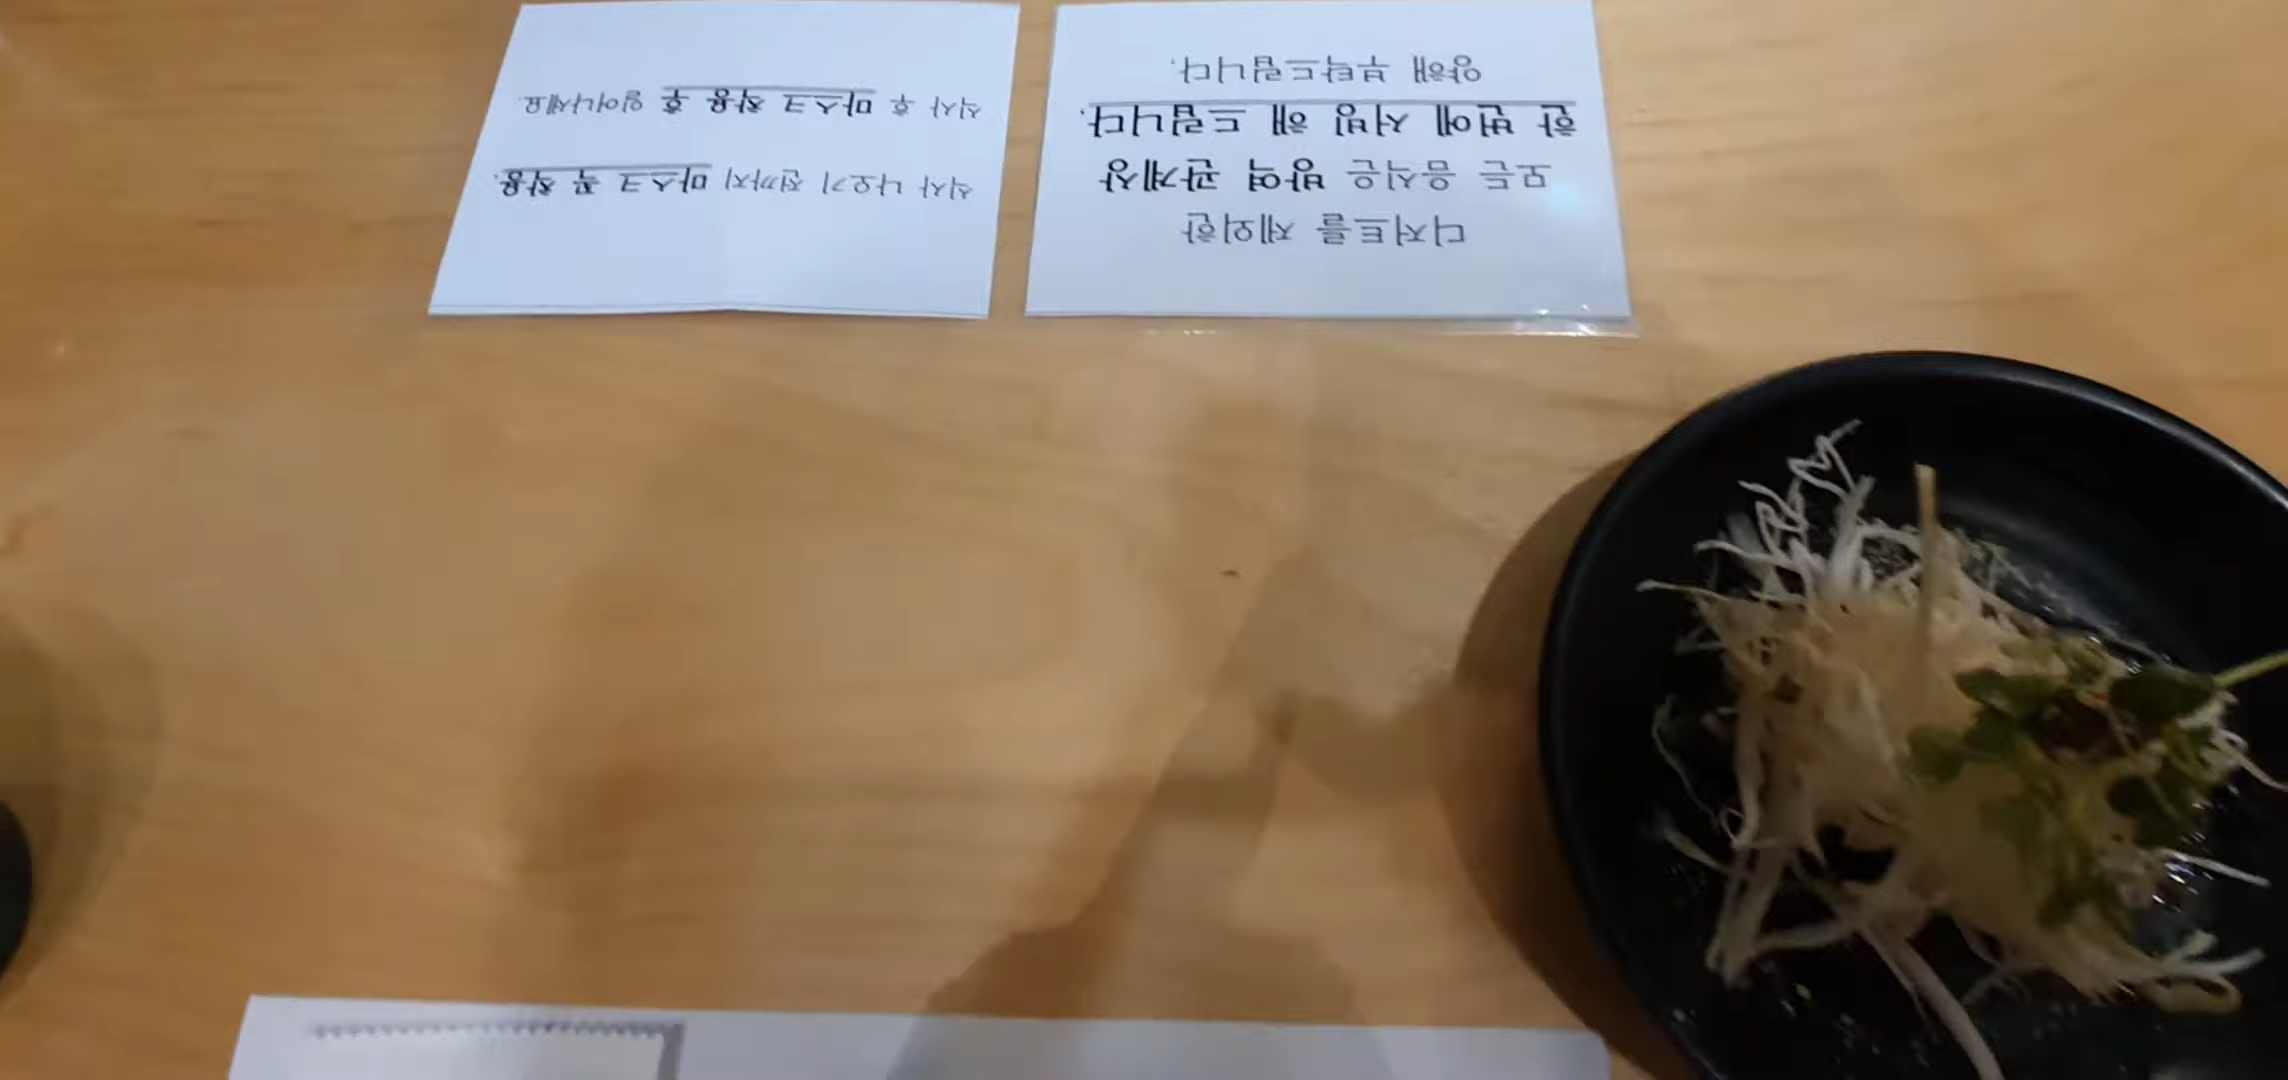 디저트를 제외한
모든 음식은 방역 관계상
한 번에 서빙 해 드립니다.
양해 부탁드립니다.
식사 나오기 전까지 마스크 꼭 착용.
식사 후 마스크 착용 후 일어나세요